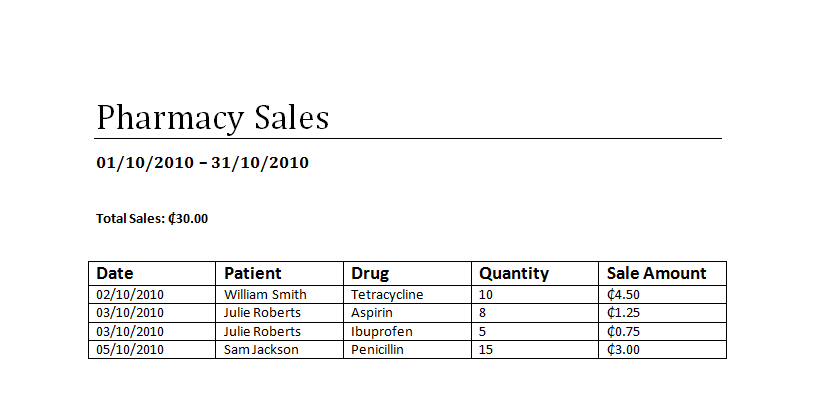 Pharmacy Sales
01/10/2010 – 31/10/2010
Total Sales: ₵30.00
Date Patient Drug Quantity Sale Amount
02/10/2010 William Smith Tetracycline 10 ₵4.50
03/10/2010 Julie Roberts Aspirin 8 ₵1.25
03/10/2010 Julie Roberts Ibuprofen 5 ₵0.75
05/10/2010 Sam Jackson Penicillin 15 ₵3.00